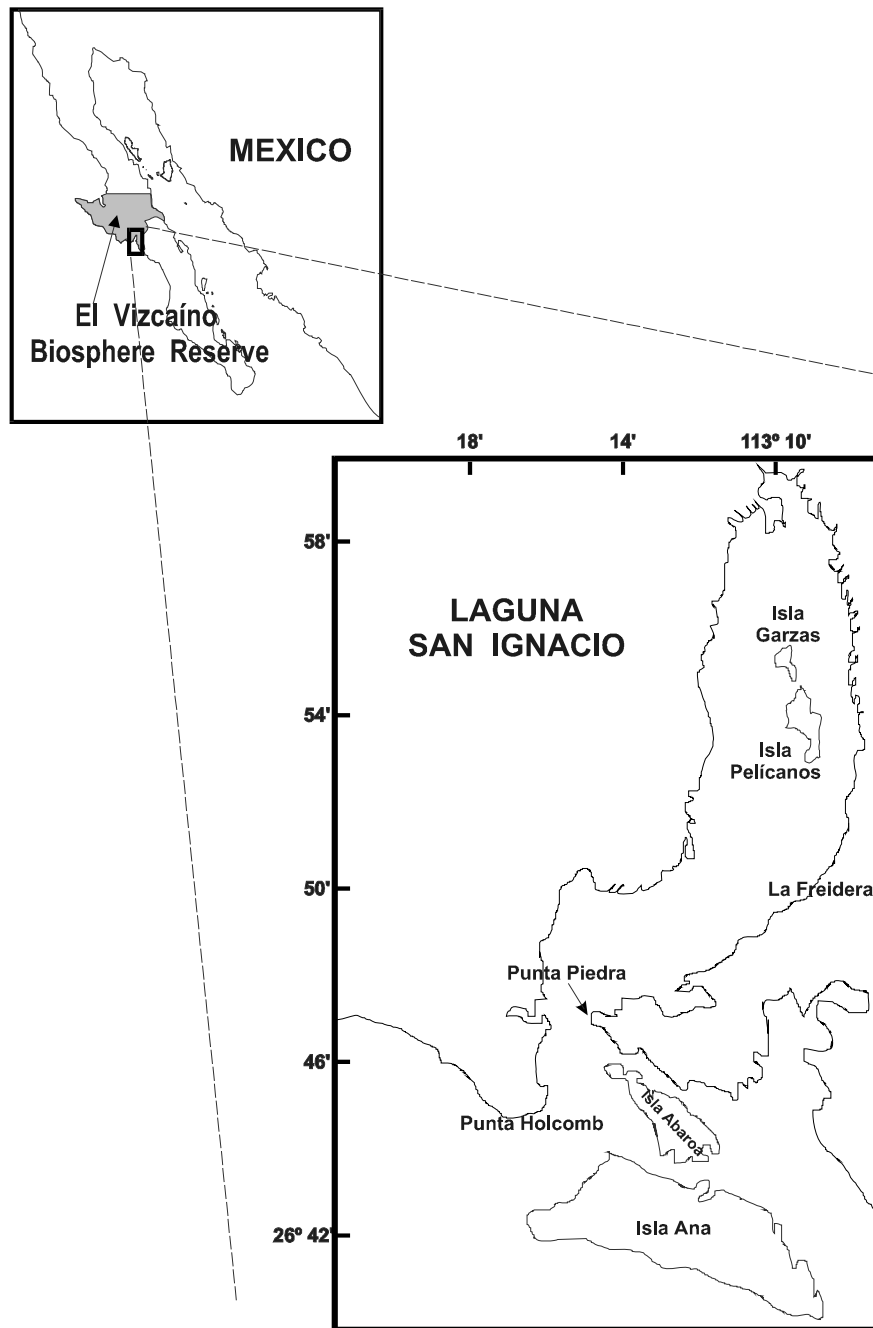 MEXICO
El Vizcaíno
Biosphere Reserve
18'
14'
113º 10'
58'
LAGUNA
SAN IGNACIO
Isla
Garzas
54'
Isla
Pelícanos
50'
La Freidera
Punta Piedra
46'
Isla Abaroa
Punta Holcomb
26º 42'
Isla Ana